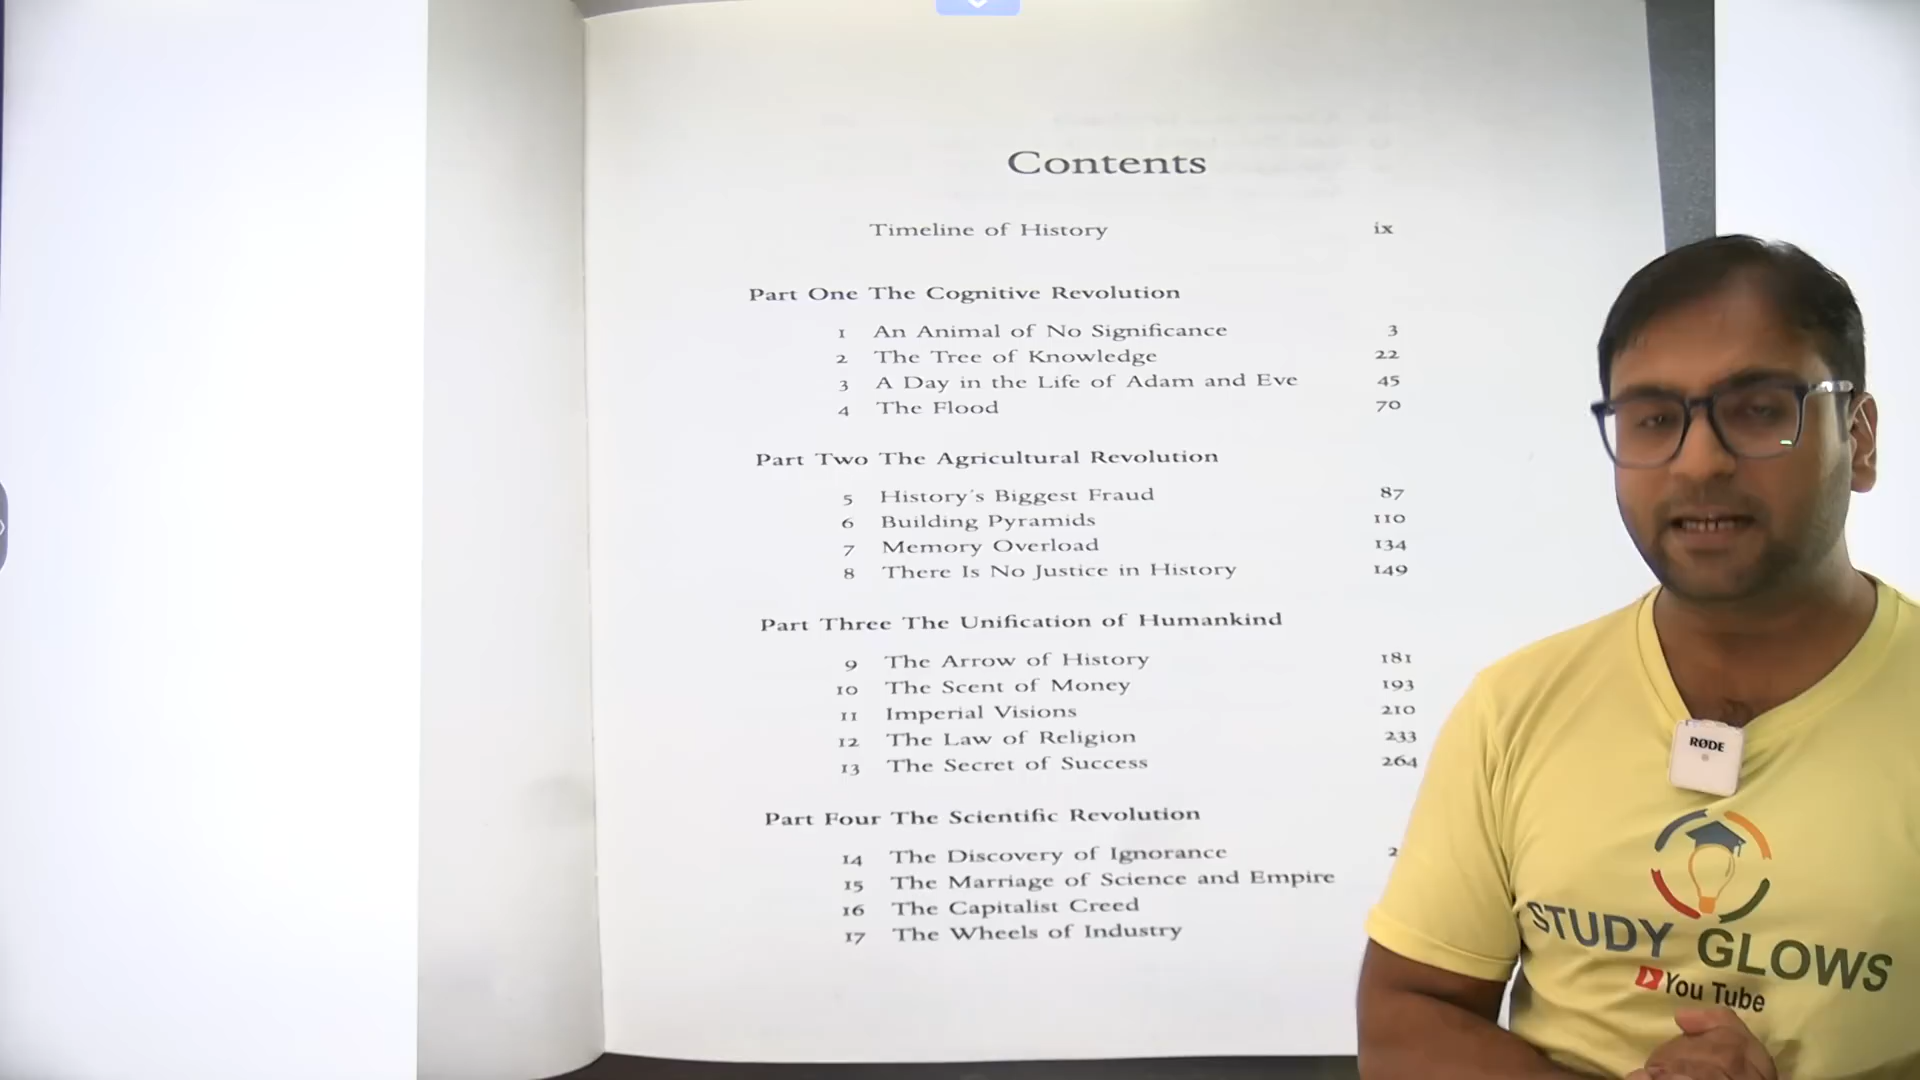 Contents
Timeline of History ix
Part One The Cognitive Revolution
1 An Animal of No Significance 3
2 The Tree of Knowledge 22
3 A Day in the Life of Adam and Eve 45
4 The Flood 70
Part Two The Agricultural Revolution
5 History's Biggest Fraud 87
6 Building Pyramids 110
7 Memory Overload 134
8 There Is No Justice in History 149
Part Three The Unification of Humankind
9 The Arrow of History 181
10 The Scent of Money 193
11 Imperial Visions 210
12 The Law of Religion 233
13 The Secret of Success 264
Part Four The Scientific Revolution
14 The Discovery of Ignorance 2
15 The Marriage of Science and Empire
16 The Capitalist Creed
17 The Wheels of Industry
RØDE
STUDY GLOWS
You Tube